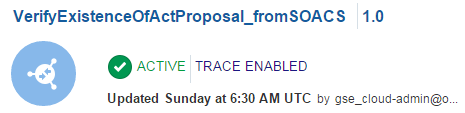 VerifyExistenceOfActProposal_fromSOACS 1.0
ACTIVE TRACE ENABLED
Updated Sunday at 6:30 AM UTC by gse_cloud-admin@o...